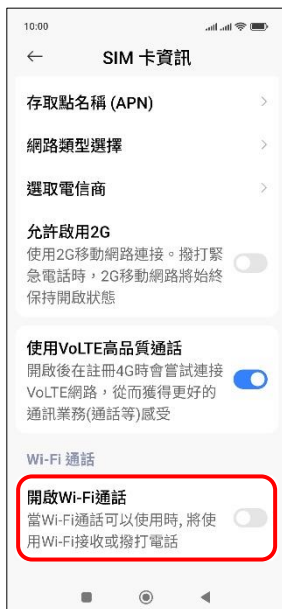 10:00
SIM 卡資訊
存取點名稱 (APN)
網路類型選擇
選取電信商
允許啟用2G
使用2G移動網路連接。撥打緊
急電話時，2G移動網路將始終
保持開啟狀態
使用VoLTE高品質通話
開啟後在註冊4G時會嘗試連接
VoLTE網路，從而獲得更好的
通訊業務(通話等)感受
Wi-Fi 通話
開啟Wi-Fi通話
當Wi-Fi通話可以使用時, 將使
用Wi-Fi接收或撥打電話